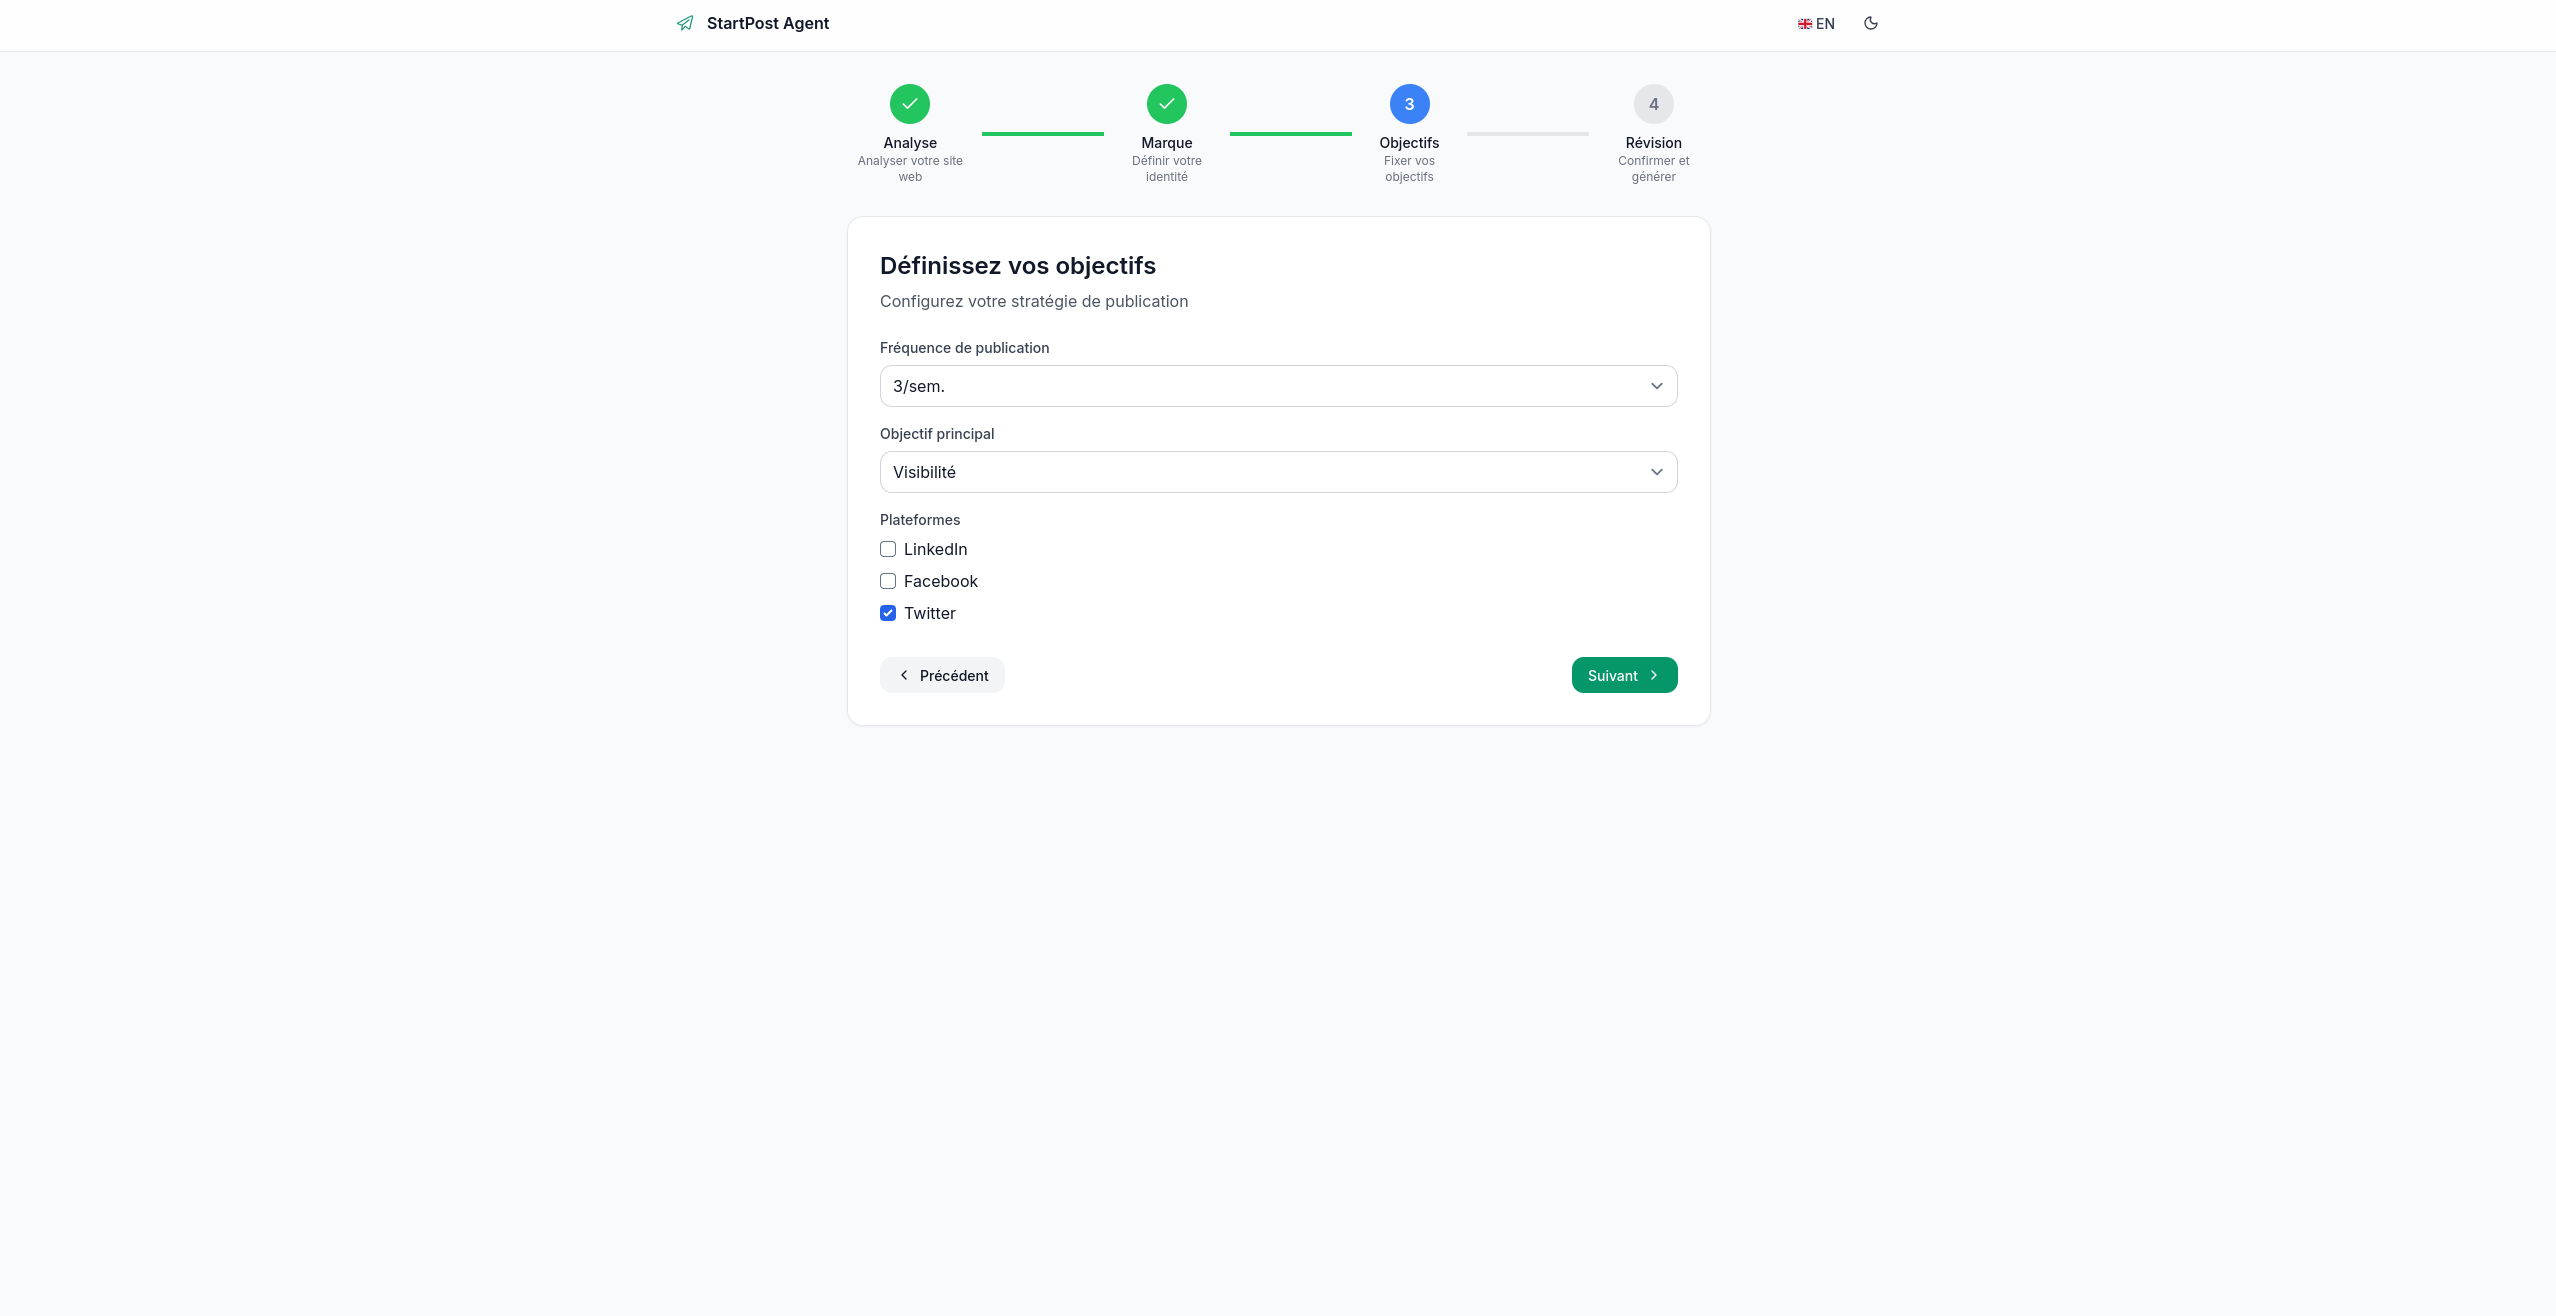 StartPost Agent
EN
3
4
Analyse
Analyser votre site
web
Marque
Définir votre
identité
Objectifs
Fixer vos
objectifs
Révision
Confirmer et
générer
Définissez vos objectifs
Configurez votre stratégie de publication
Fréquence de publication
3/sem.
Objectif principal
Visibilité
Plateformes
LinkedIn
Facebook
Twitter
Précédent
Suivant